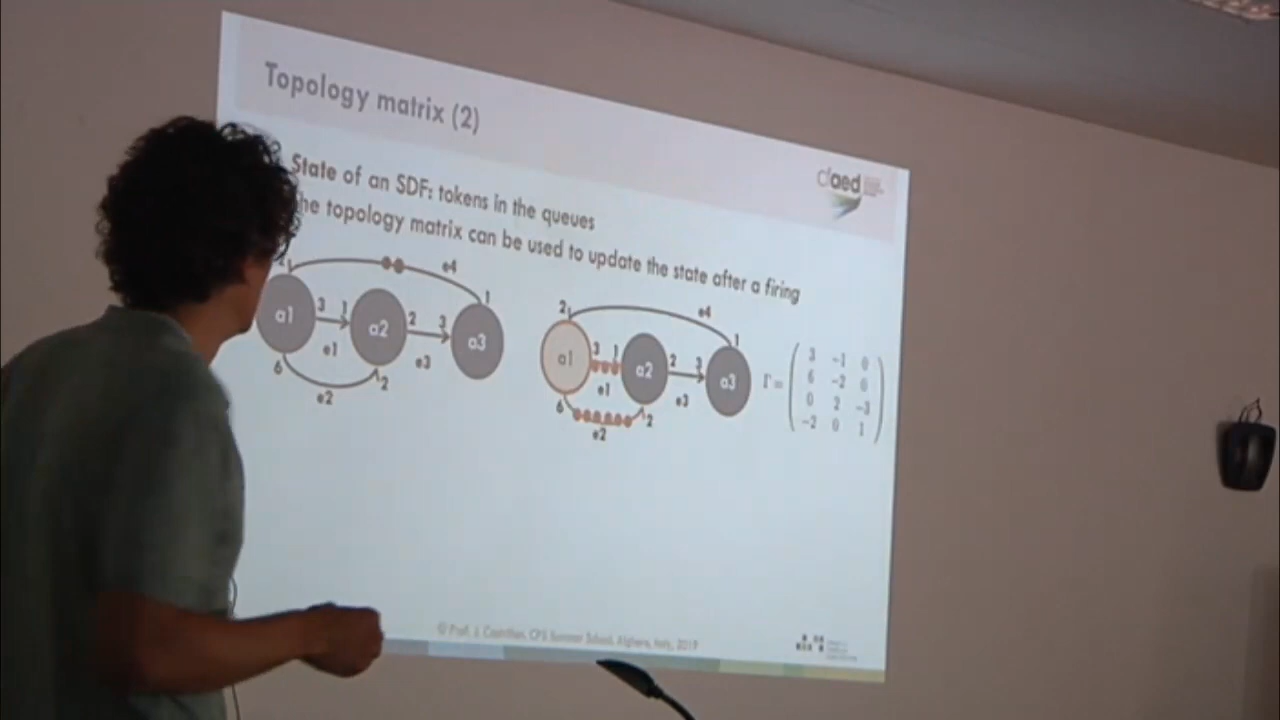 Topology matrix (2)
cfaed
State of an SDF: tokens in the queues
he topology matrix can be used to update the state after a firing
e4
1
a1
3
1
a2
2
3
a3
e1
e3
6
2
e2
2
e4
1
a1
3
1
a2
2
3
a3
e1
e3
6
2
e2
Γ =
3 -1 0
6 -2 0
0 2 -3
-2 0 1
© Prof. J. Castrillon, CPS Summer School, Alghero, Italy, 2019